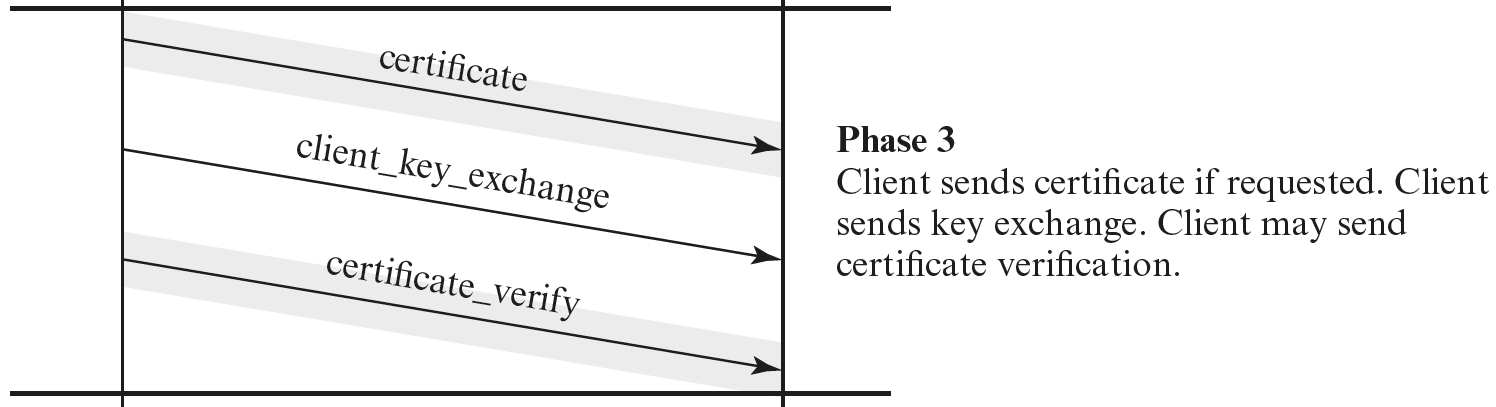 certificate
client_key_exchange
certificate_verify
Phase 3
Client sends certificate if requested. Client
sends key exchange. Client may send
certificate verification.